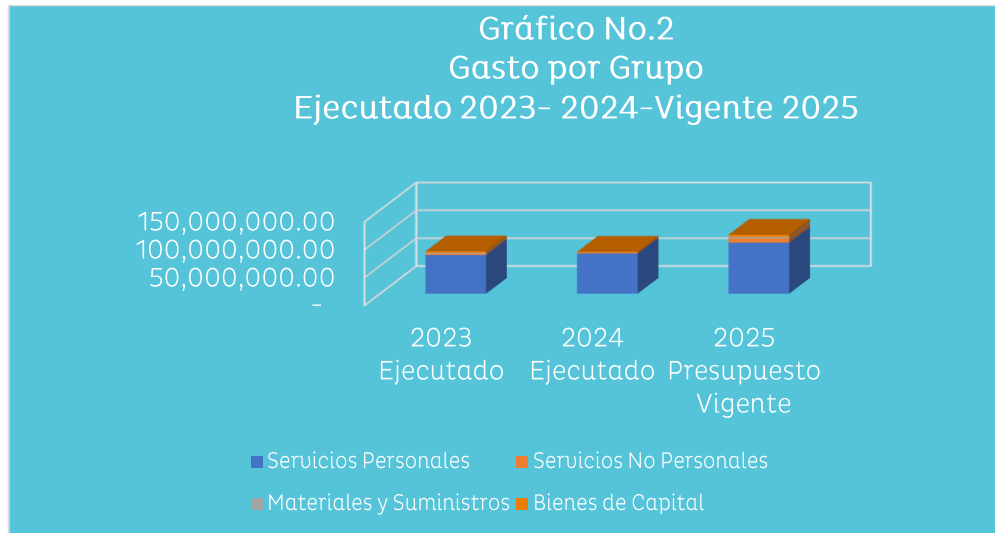 Gráfico No.2
Gasto por Grupo
Ejecutado 2023- 2024-Vigente 2025
150,000,000.00
100,000,000.00
50,000,000.00
-
2023
Ejecutado
2024
Ejecutado
2025
Presupuesto
Vigente
Servicios Personales
Servicios No Personales
Materiales y Suministros
Bienes de Capital